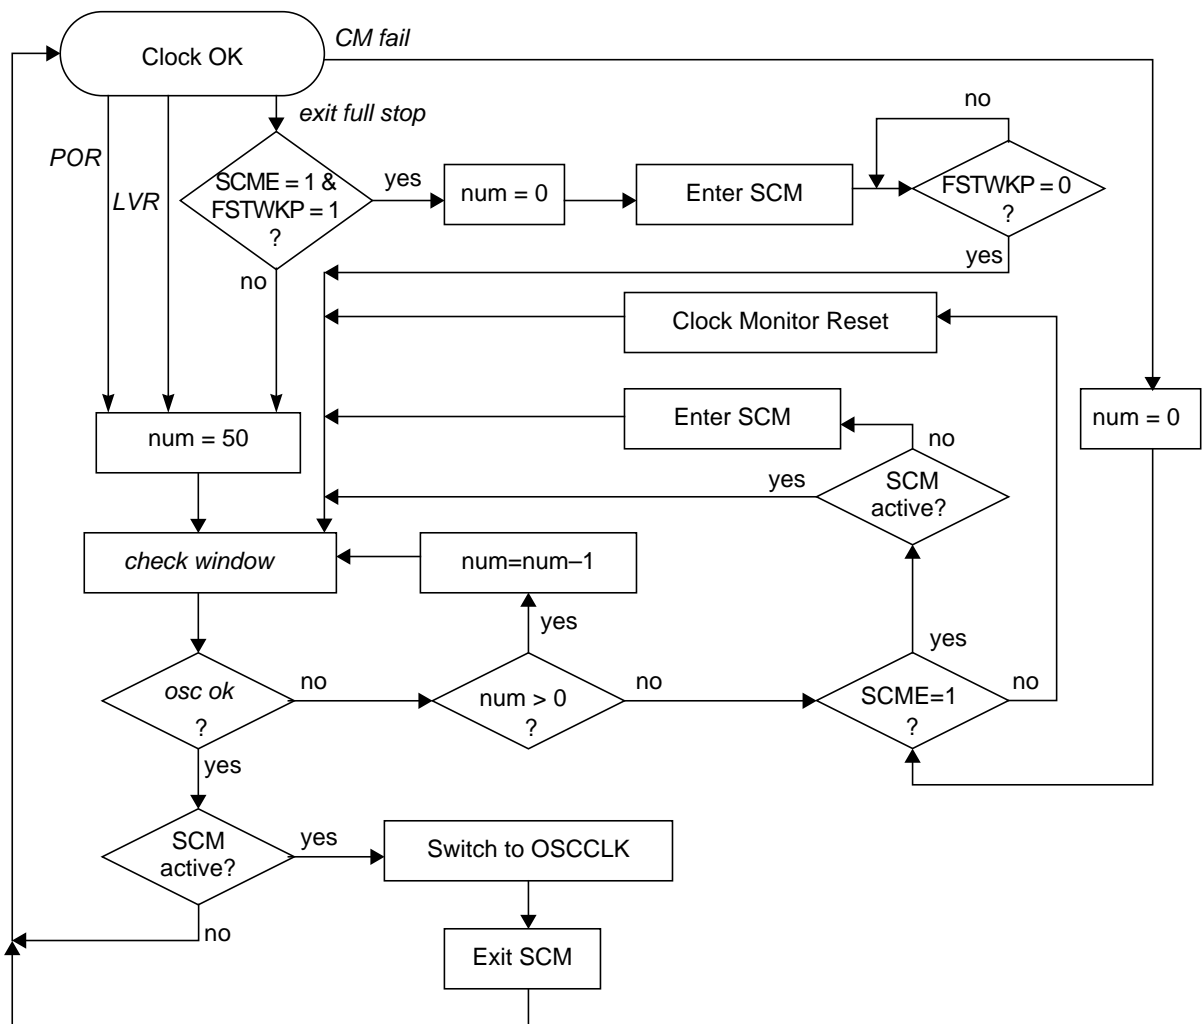 CM fail
Clock OK
exit full stop
no
POR
SCME = 1 &
FSTWKP = 1
?
yes
num = 0
Enter SCM
FSTWKP = 0
?
LVR
no
yes
Clock Monitor Reset
Enter SCM
num = 0
num = 50
no
SCM
active?
yes
check window
num=num–1
yes
yes
osc ok
?
no
num > 0
?
no
SCME=1
?
no
yes
SCM
active?
yes
Switch to OSCCLK
no
Exit SCM